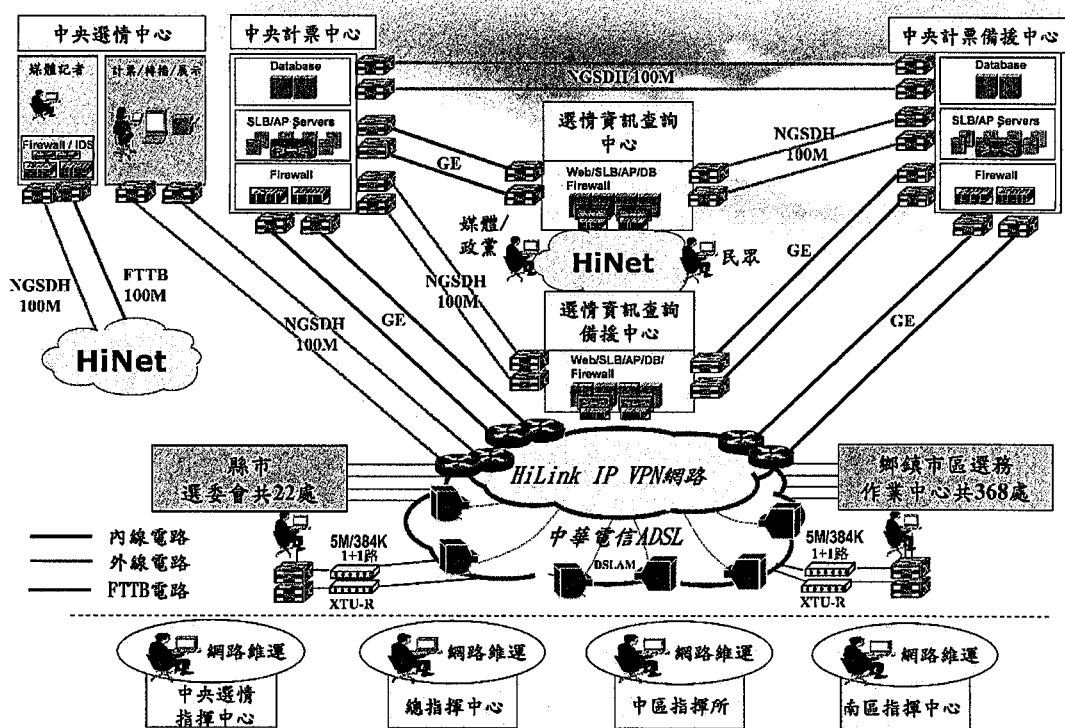 中央選情中心
媒體記者
計票/轉播/展示
Firewall / IDS
中央計票中心
Database
SLB/AP Servers
Firewall
中央計票備援中心
Database
SLB/AP Servers
Firewall
NGSDH 100M
選情資訊查詢
中心
Web/SLB/AP/DB
Firewall
GE
NGSDH
100M
媒體/
政黨
HiNet
民眾
NGSDH
100M
FTTB
100M
HiNet
NGSDH
100M
GE
NGSDH
100M
GE
GE
選情資訊查詢
備援中心
Web/SLB/AP/DB/
Firewall
HiLink IP VPN網路
縣市
選委會共22處
鄉鎮市區選務
作業中心共368處
中華電信ADSL
DSLAM
內線電路
外線電路
FTTB電路
5M/384K
1+1路
XTU-R
5M/384K
1+1路
XTU-R
網路維運
中央選情
指揮中心
網路維運
總指揮中心
網路維運
中區指揮所
網路維運
南區指揮中心